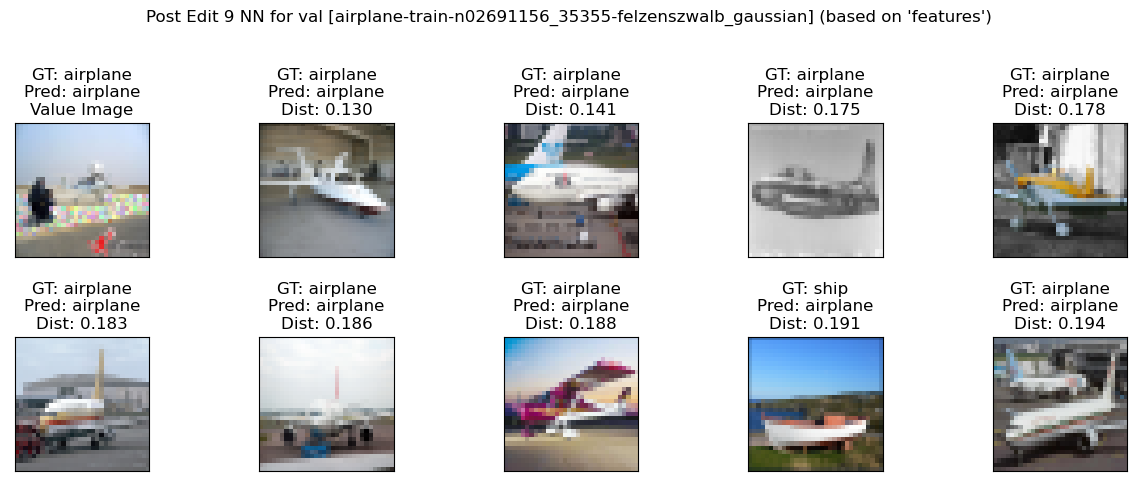 Post Edit 9 NN for val [airplane-train-n02691156_35355-felzenszwalb_gaussian] (based on 'features')
GT: airplane
Pred: airplane
Value Image
GT: airplane
Pred: airplane
Dist: 0.130
GT: airplane
Pred: airplane
Dist: 0.141
GT: airplane
Pred: airplane
Dist: 0.175
GT: airplane
Pred: airplane
Dist: 0.178
GT: airplane
Pred: airplane
Dist: 0.183
GT: airplane
Pred: airplane
Dist: 0.186
GT: airplane
Pred: airplane
Dist: 0.188
GT: ship
Pred: airplane
Dist: 0.191
GT: airplane
Pred: airplane
Dist: 0.194